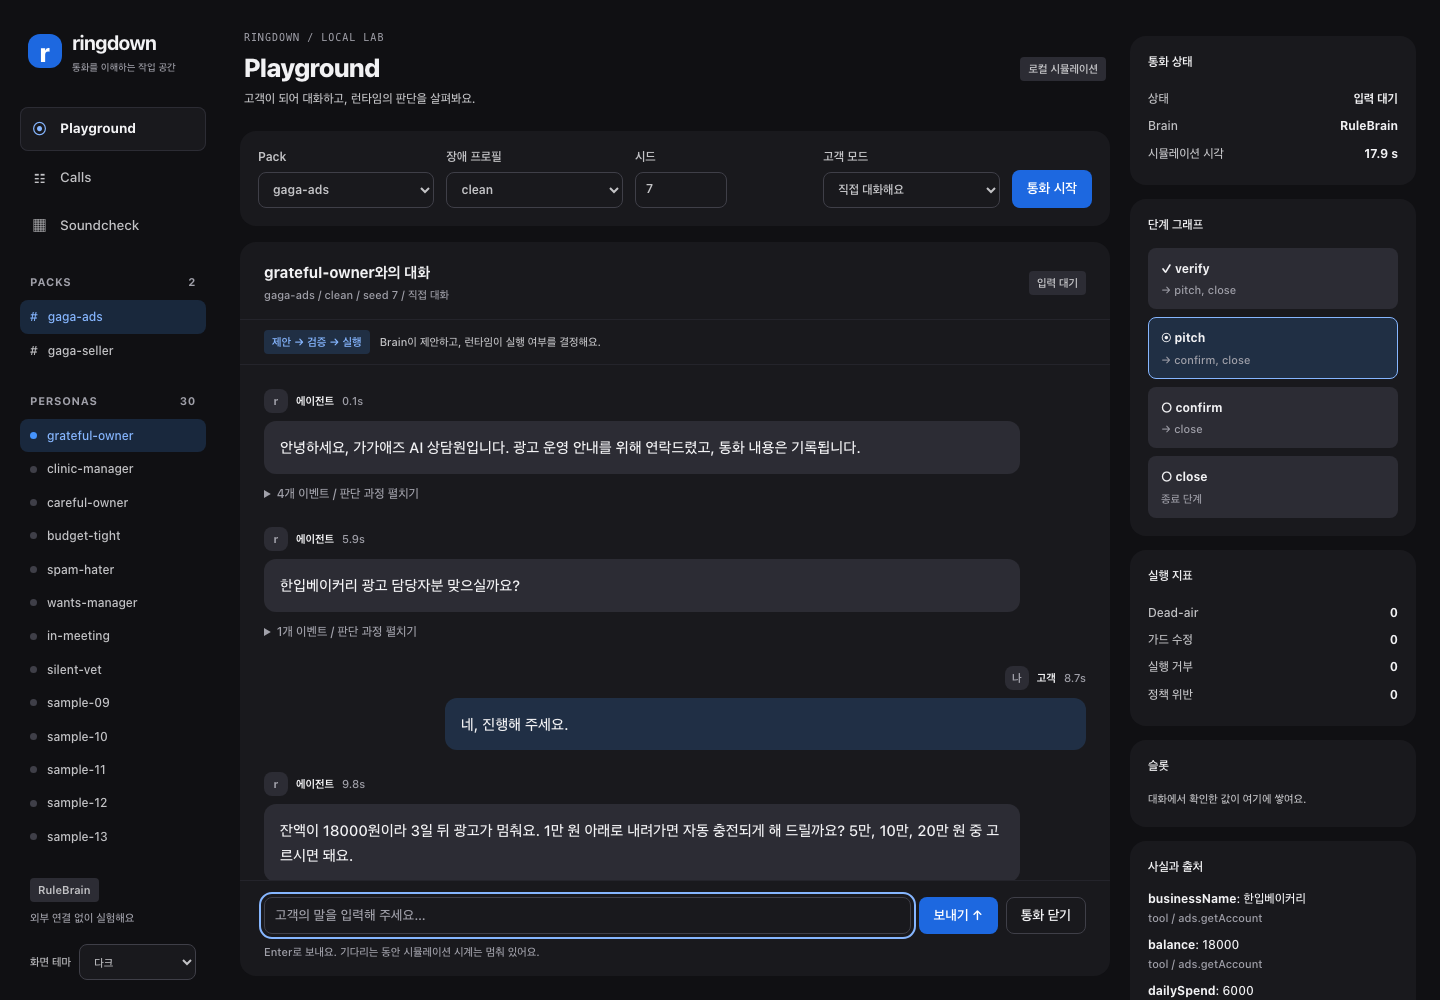 r
ringdown
통화를 이해하는 작업 공간
Playground
Calls
Soundcheck
PACKS 2
# gaga-ads
# gaga-seller
PERSONAS 30
grateful-owner
clinic-manager
careful-owner
budget-tight
spam-hater
wants-manager
in-meeting
silent-vet
sample-09
sample-10
sample-11
sample-12
sample-13
RuleBrain
외부 연결 없이 실험해요
화면 테마 다크
RINGDOWN / LOCAL LAB
Playground
고객이 되어 대화하고, 런타임의 판단을 살펴봐요.
로컬 시뮬레이션
Pack 장애 프로필 시드 고객 모드
gaga-ads clean 7 직접 대화해요 통화 시작
grateful-owner와의 대화
gaga-ads / clean / seed 7 / 직접 대화
입력 대기
제안 → 검증 → 실행 Brain이 제안하고, 런타임이 실행 여부를 결정해요.
r 에이전트 0.1s
안녕하세요, 가가애즈 AI 상담원입니다. 광고 운영 안내를 위해 연락드렸고, 통화 내용은 기록됩니다.
▶ 4개 이벤트 / 판단 과정 펼치기
r 에이전트 5.9s
한입베이커리 광고 담당자분 맞으실까요?
▶ 1개 이벤트 / 판단 과정 펼치기
나 고객 8.7s
네, 진행해 주세요.
r 에이전트 9.8s
잔액이 18000원이라 3일 뒤 광고가 멈춰요. 1만 원 아래로 내려가면 자동 충전되게 해 드릴까요? 5만, 10만, 20만 원 중 고
르시면 돼요.
고객의 말을 입력해 주세요...
보내기 ↑ 통화 닫기
Enter로 보내요. 기다리는 동안 시뮬레이션 시계는 멈춰 있어요.
통화 상태
상태 입력 대기
Brain RuleBrain
시뮬레이션 시각 17.9 s
단계 그래프
✓ verify
→ pitch, close
pitch
→ confirm, close
confirm
→ close
close
종료 단계
실행 지표
Dead-air 0
가드 수정 0
실행 거부 0
정책 위반 0
슬롯
대화에서 확인한 값이 여기에 쌓여요.
사실과 출처
businessName: 한입베이커리
tool / ads.getAccount
balance: 18000
tool / ads.getAccount
dailySpend: 6000